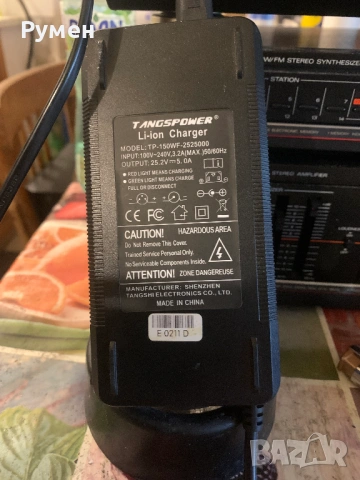 Румен
TANGSPOWER
Li-ion Charger
MODEL: TP-150WF-2525000
INPUT:100V~240V,3.2A(MAX.)50/60Hz
OUTPUT: 25.2V⎓5.0A
RED LIGHT MEANS CHARGING
GREEN LIGHT MEANS CHARGE
FULL OR DISCONNECT
CAUTION! HAZARDOUS AREA
Do Not Remove This Cover.
Trained Service Personal Only.
No Serviceable Components Inside.
ATTENTION! ZONE DANGEREUSE
MANUFACTURER: SHENZHEN
TANGSHI ELECTRONICS CO., LTD.
MADE IN CHINA
E 0211 D
W/FM STEREO SYNTHESIZE
STATION
STEREO AMPLIFIER
BAZAR